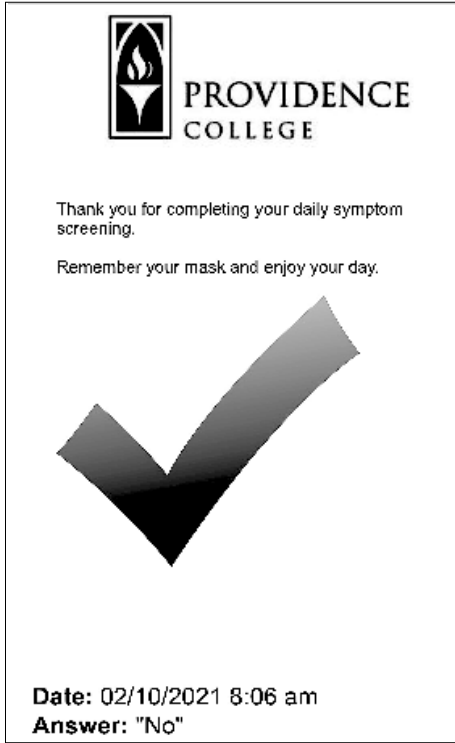 PROVIDENCE
COLLEGE
Thank you for completing your daily symptom
screening.
Remember your mask and enjoy your day.
Date: 02/10/2021 8:06 am
Answer: "No"